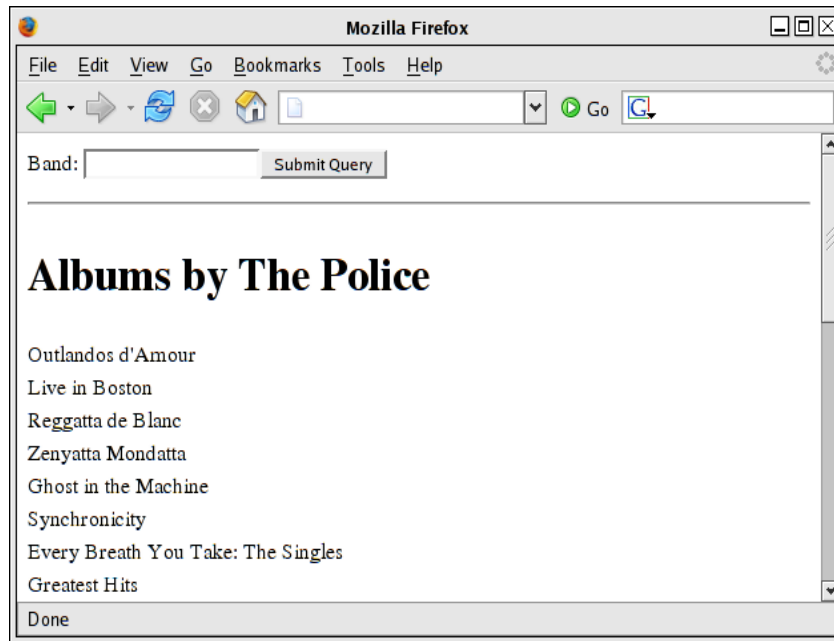 Mozilla Firefox
File Edit View Go Bookmarks Tools Help
Go G
Band: Submit Query
Albums by The Police
Outlandos d'Amour
Live in Boston
Reggatta de Blanc
Zenyatta Mondatta
Ghost in the Machine
Synchronicity
Every Breath You Take: The Singles
Greatest Hits
Done